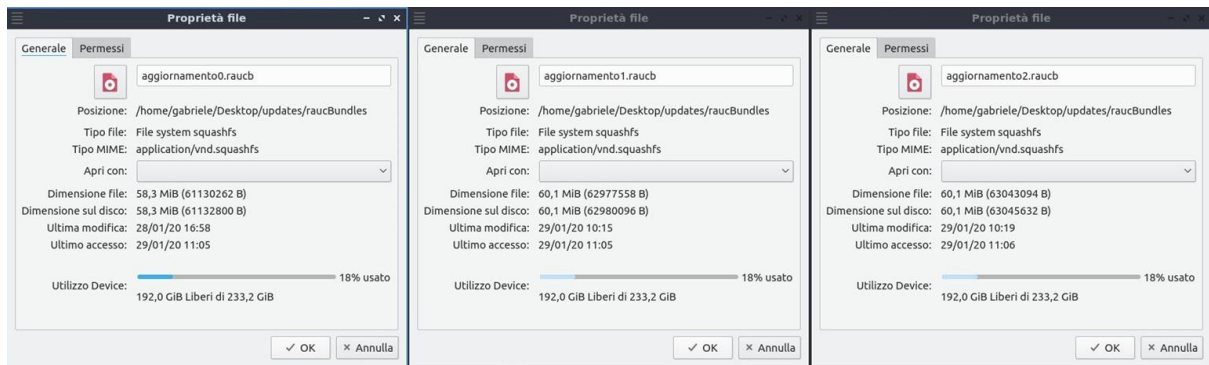 Proprietà file
Generale Permessi
aggiornamento0.raucb
Posizione: /home/gabriele/Desktop/updates/raucBundles
Tipo file: File system squashfs
Tipo MIME: application/vnd.squashfs
Apri con:
Dimensione file: 58,3 MiB (61130262 B)
Dimensione sul disco: 58,3 MiB (61132800 B)
Ultima modifica: 28/01/20 16:58
Ultimo accesso: 29/01/20 11:05
Utilizzo Device: 18% usato
192,0 GiB Liberi di 233,2 GiB
OK Annulla
Proprietà file
Generale Permessi
aggiornamento1.raucb
Posizione: /home/gabriele/Desktop/updates/raucBundles
Tipo file: File system squashfs
Tipo MIME: application/vnd.squashfs
Apri con:
Dimensione file: 60,1 MiB (62977558 B)
Dimensione sul disco: 60,1 MiB (62980096 B)
Ultima modifica: 29/01/20 10:15
Ultimo accesso: 29/01/20 11:05
Utilizzo Device: 18% usato
192,0 GiB Liberi di 233,2 GiB
OK Annulla
Proprietà file
Generale Permessi
aggiornamento2.raucb
Posizione: /home/gabriele/Desktop/updates/raucBundles
Tipo file: File system squashfs
Tipo MIME: application/vnd.squashfs
Apri con:
Dimensione file: 60,1 MiB (63043094 B)
Dimensione sul disco: 60,1 MiB (63045632 B)
Ultima modifica: 29/01/20 10:19
Ultimo accesso: 29/01/20 11:06
Utilizzo Device: 18% usato
192,0 GiB Liberi di 233,2 GiB
OK Annulla